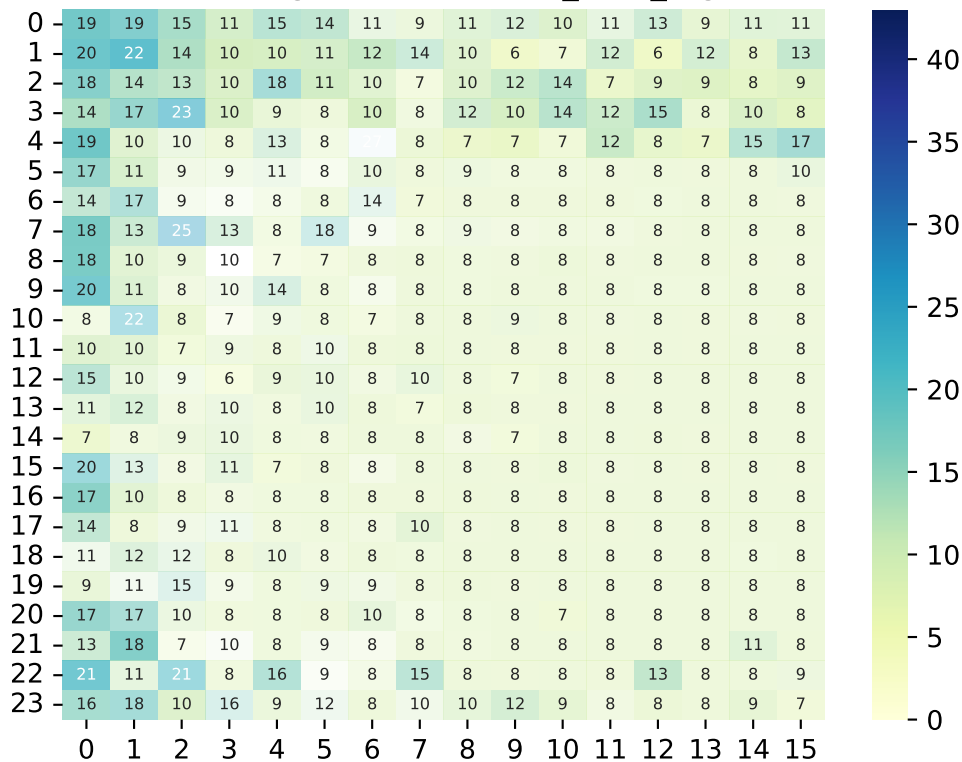 0 19 19 15 11 15 14 11 9 11 12 10 11 13 9 11 11
1 20 22 14 10 10 11 12 14 10 6 7 12 6 12 8 13
2 18 14 13 10 18 11 10 7 10 12 14 7 9 9 8 9
3 14 17 23 10 9 8 10 8 12 10 14 12 15 8 10 8
4 19 10 10 8 13 8 27 8 7 7 7 12 8 7 15 17
5 17 11 9 9 11 8 10 8 9 8 8 8 8 8 8 10
6 14 17 9 8 8 8 14 7 8 8 8 8 8 8 8 8
7 18 13 25 13 8 18 9 8 9 8 8 8 8 8 8 8
8 18 10 9 10 7 7 8 8 8 8 8 8 8 8 8 8
9 20 11 8 10 14 8 8 8 8 8 8 8 8 8 8 8
10 8 22 8 7 9 8 7 8 8 9 8 8 8 8 8 8
11 10 10 7 9 8 10 8 8 8 8 8 8 8 8 8 8
12 15 10 9 6 9 10 8 10 8 7 8 8 8 8 8 8
13 11 12 8 10 8 10 8 7 8 8 8 8 8 8 8 8
14 7 8 9 10 8 8 8 8 8 7 8 8 8 8 8 8
15 20 13 8 11 7 8 8 8 8 8 8 8 8 8 8 8
16 17 10 8 8 8 8 8 8 8 8 8 8 8 8 8 8
17 14 8 9 11 8 8 8 10 8 8 8 8 8 8 8 8
18 11 12 12 8 10 8 8 8 8 8 8 8 8 8 8 8
19 9 11 15 9 8 9 9 8 8 8 8 8 8 8 8 8
20 17 17 10 8 8 8 10 8 8 8 7 8 8 8 8 8
21 13 18 7 10 8 9 8 8 8 8 8 8 8 8 11 8
22 21 11 21 8 16 9 8 15 8 8 8 8 13 8 8 9
23 16 18 10 16 9 12 8 10 10 12 9 8 8 8 9 7
0 1 2 3 4 5 6 7 8 9 10 11 12 13 14 15
40
35
30
25
20
15
10
5
0